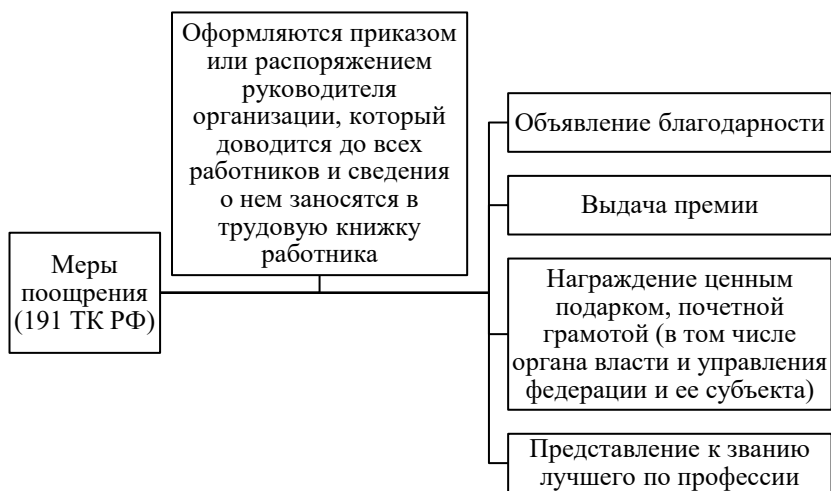 Меры
поощрения
(191 ТК РФ)
Оформляются приказом
или распоряжением
руководителя
организации, который
доводится до всех
работников и сведения
о нем заносятся в
трудовую книжку
работника
Объявление благодарности
Выдача премии
Награждение ценным
подарком, почетной
грамотой (в том числе
органа власти и управления
федерации и ее субъекта)
Представление к званию
лучшего по профессии